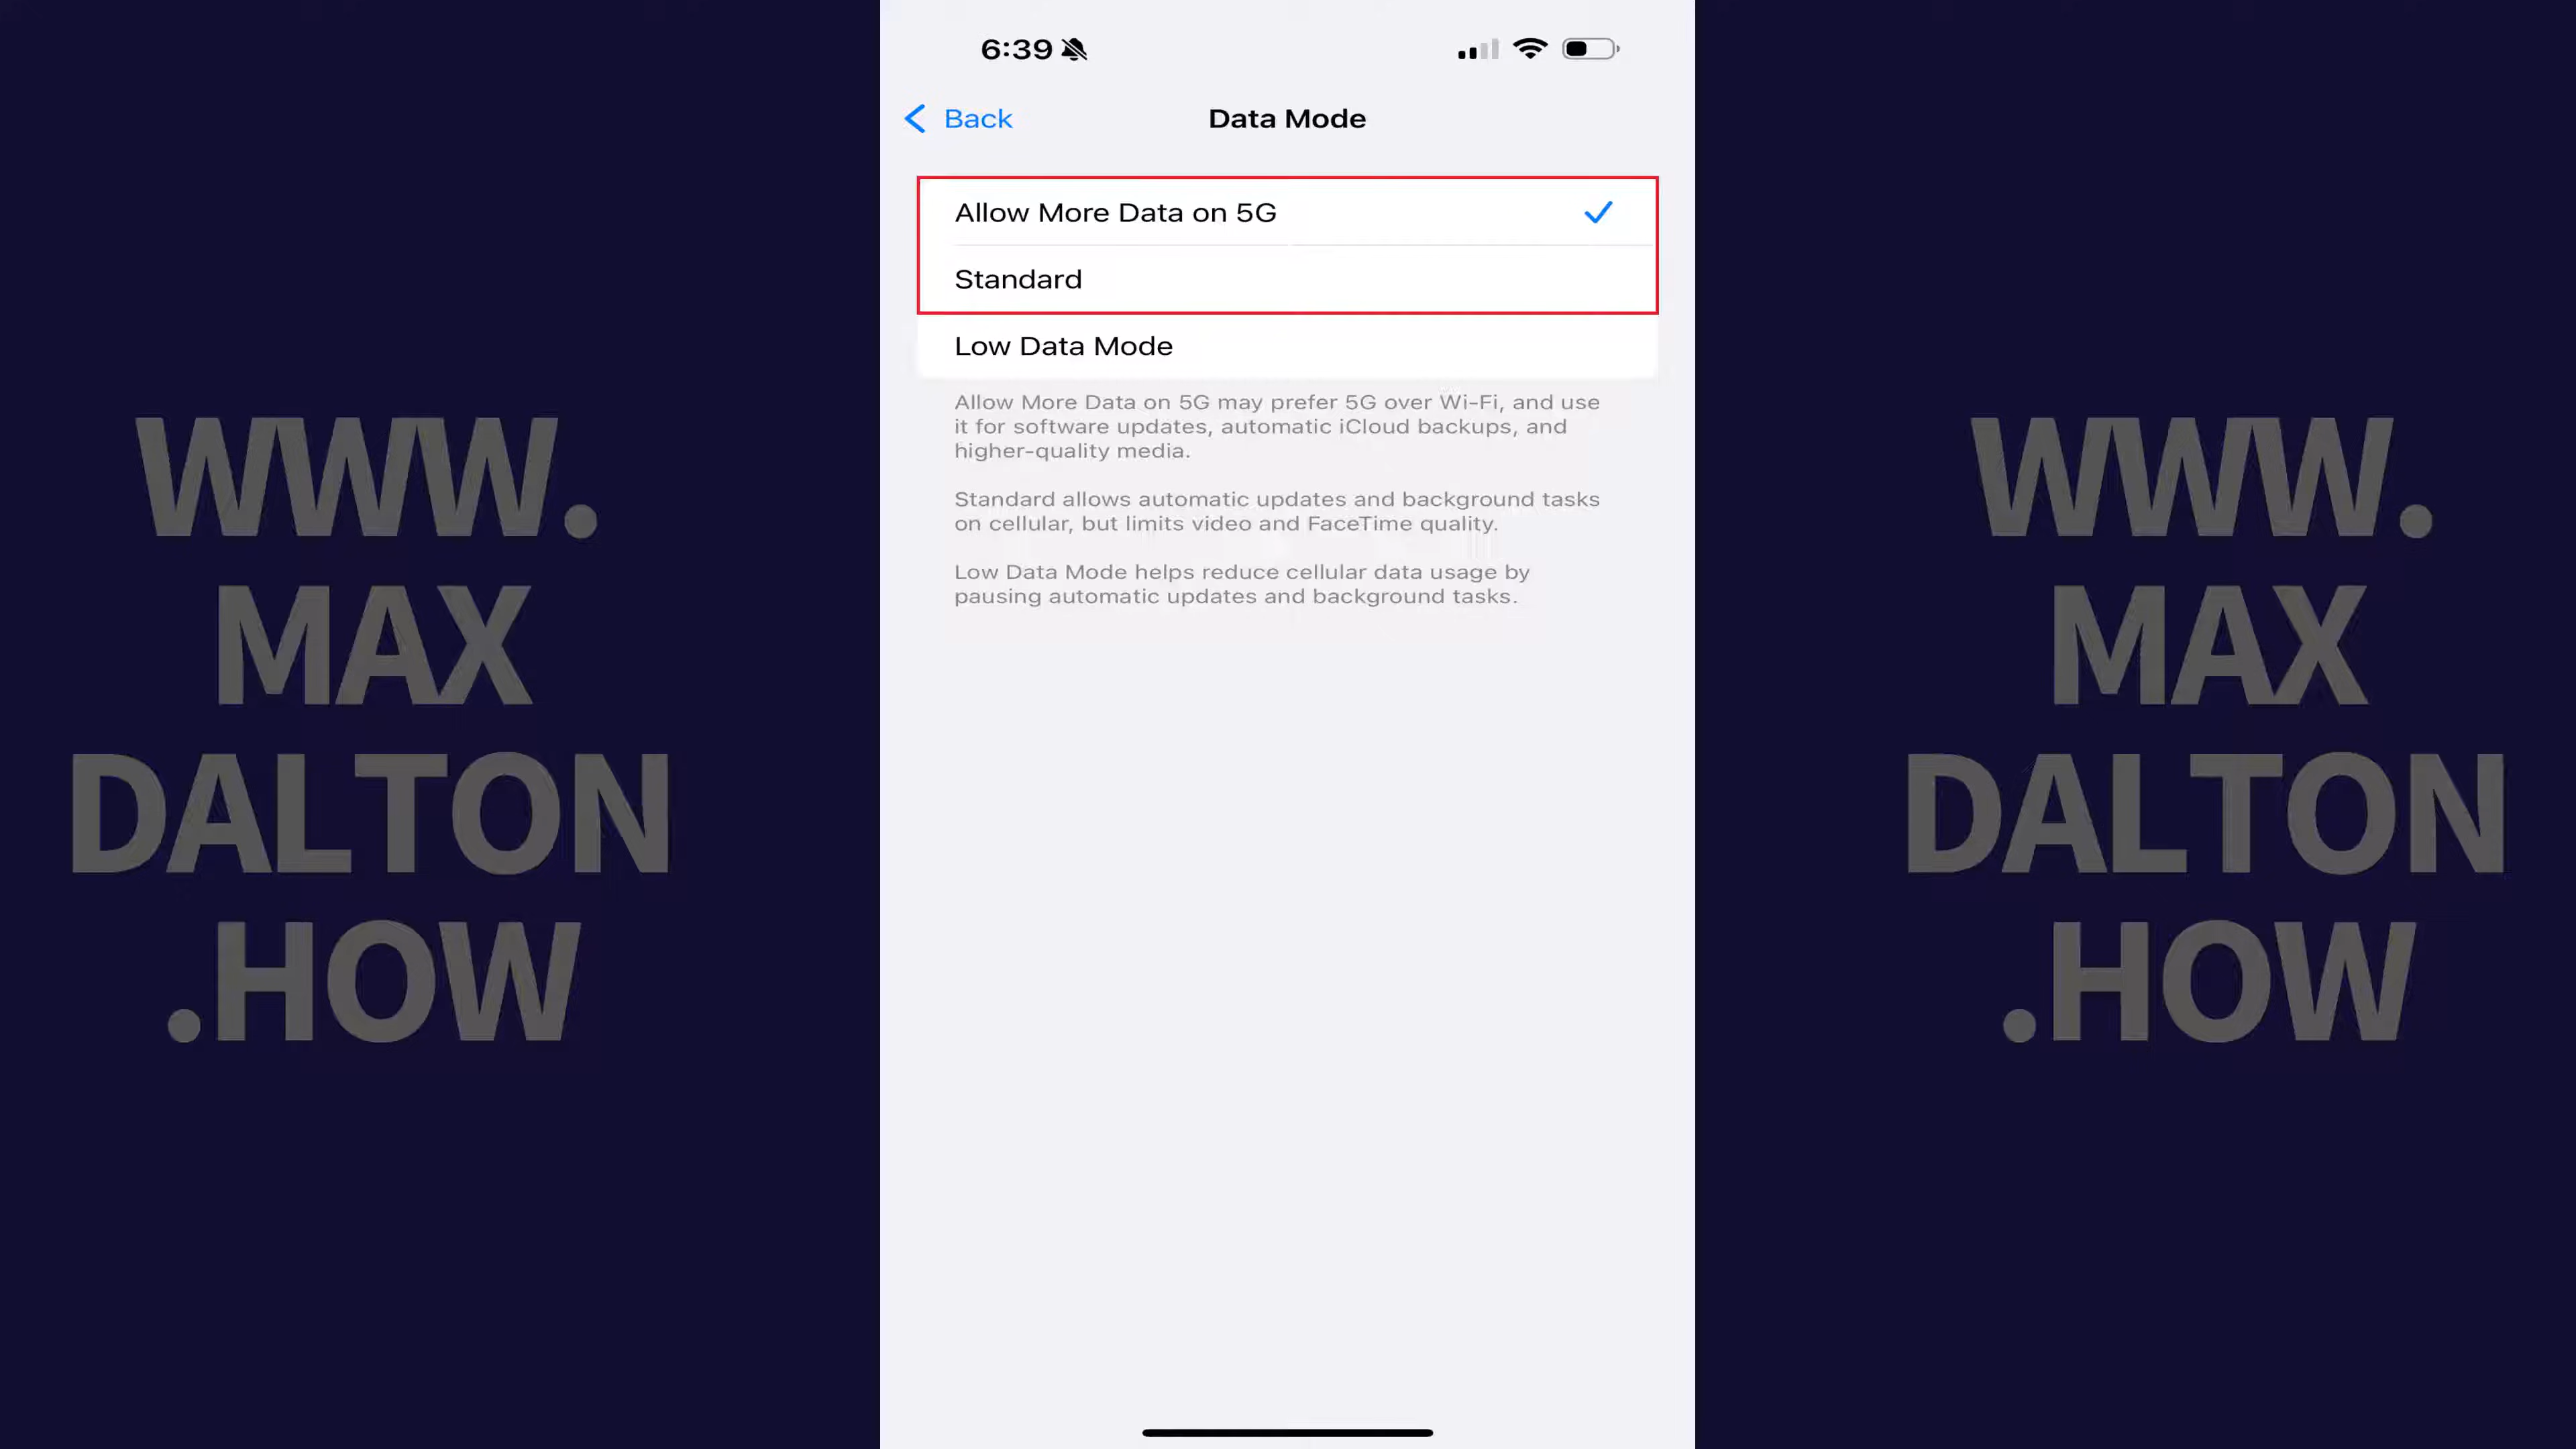 6:39
Back
Data Mode
Allow More Data on 5G
Standard
Low Data Mode
Allow More Data on 5G may prefer 5G over Wi-Fi, and use
it for software updates, automatic iCloud backups, and
higher-quality media.
Standard allows automatic updates and background tasks
on cellular, but limits video and FaceTime quality.
Low Data Mode helps reduce cellular data usage by
pausing automatic updates and background tasks.
WWW.
MAX
DALTON
.HOW
WWW.
MAX
DALTON
.HOW